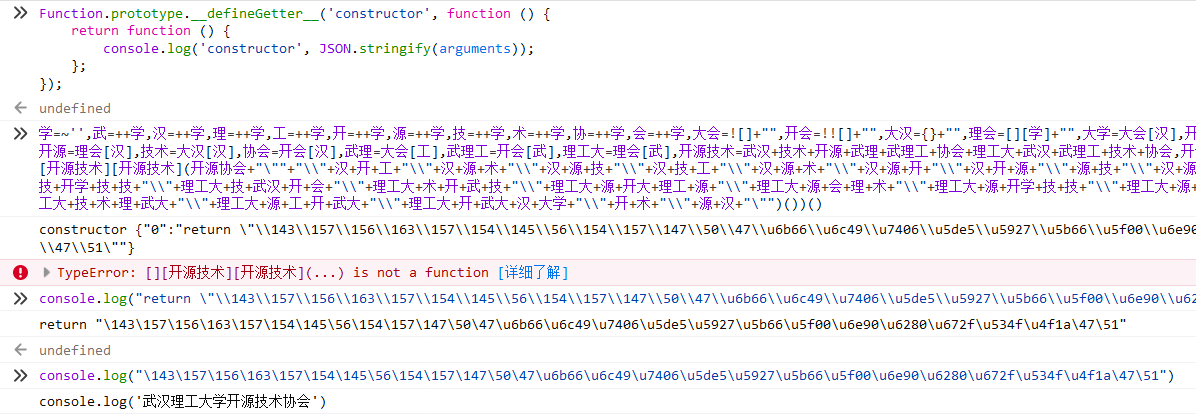 Function.prototype.__defineGetter__('constructor', function () {
return function () {
console.log('constructor', JSON.stringify(arguments));
};
});
undefined
学=~'',武=++学,汉=++学,理=++学,工=++学,开=++学,源=++学,技=++学,术=++学,协=++学,会=++学,大会=![]+"",开会=!![]+"",大汉={}+"",理会=[][学]+"",大学=大会[汉],开
开源=理会[汉],技术=大汉[汉],协会=开会[汉],武理=大会[工],武理工=开会[武],理工大=理会[武],开源技术=武汉+技术+开源+武理+武理工+协会+理工大+武汉+武理工+技术+协会,开
[开源技术][开源技术](开源协会+"\""+"\\"+汉+开+工+"\\"+汉+源+技+"\\"+汉+技+工+"\\"+汉+源+术+"\\"+汉+源+开+"\\"+汉+开+源+"\\"+源+技+"\\"+汉+源
技+开学+技+技+"\\"+理工大+技+武汉+开+会+"\\"+理工大+术+开+武+技+"\\"+理工大+源+开大+理工+源+"\\"+理工大+源+会+理+术+"\\"+理工大+源+开学+技+技+"\\"+理工大+源
工大+技+术+理+武大+"\\"+理工大+源+工+开+武大+"\\"+理工大+开+武大+汉+大学+"\\"+开+术+"\\"+源+汉+"\"")())()
constructor {"0":"return \"\\143\\157\\156\\163\\157\\154\\145\\56\\154\\157\\147\\50\\47\\u6b66\\u6c49\\u7406\\u5de5\\u5927\\u5b66\\u5f00\\u6e90
\\47\\51\""}
TypeError: [][开源技术][开源技术](...) is not a function [详细了解]
console.log("return \"\\143\\157\\156\\163\\157\\154\\145\\56\\154\\157\\147\\50\\47\\u6b66\\u6c49\\u7406\\u5de5\\u5927\\u5b66\\u5f00\\u6e90\\u62
return "\143\157\156\163\157\154\145\56\154\157\147\50\47\u6b66\u6c49\u7406\u5de5\u5927\u5b66\u5f00\u6e90\u6280\u672f\u534f\u4f1a\47\51"
undefined
console.log("\143\157\156\163\157\154\145\56\154\157\147\50\47\u6b66\u6c49\u7406\u5de5\u5927\u5b66\u5f00\u6e90\u6280\u672f\u534f\u4f1a\47\51")
console.log('武汉理工大学开源技术协会')